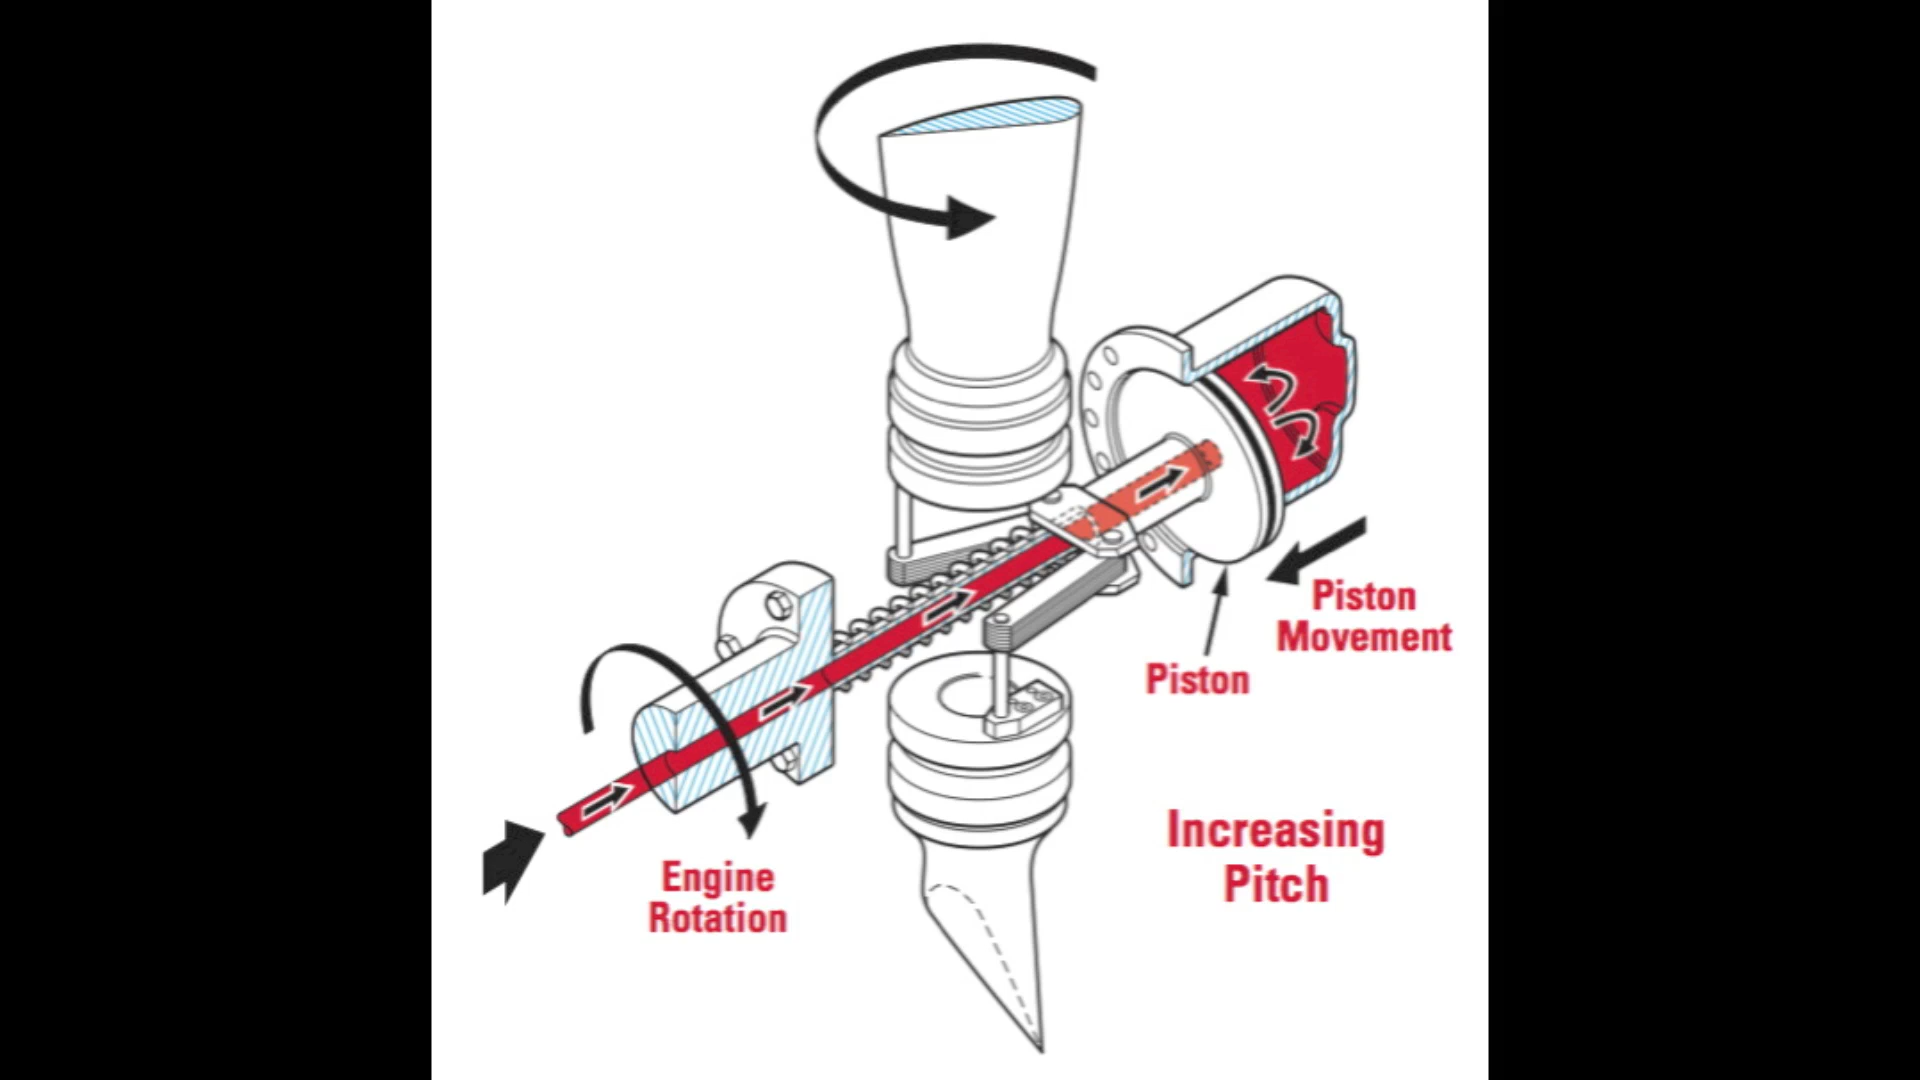 Piston
Movement
Piston
Increasing
Pitch
Engine
Rotation